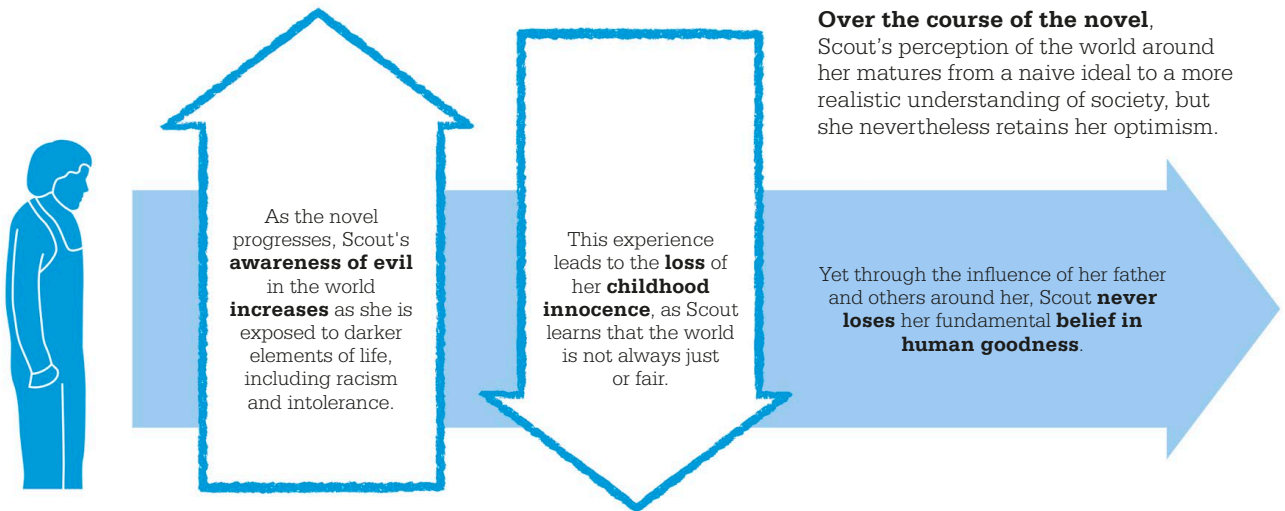 Over the course of the novel,
Scout’s perception of the world around
her matures from a naive ideal to a more
realistic understanding of society, but
she nevertheless retains her optimism.
As the novel
progresses, Scout's
awareness of evil
in the world
increases as she is
exposed to darker
elements of life,
including racism
and intolerance.
This experience
leads to the loss of
her childhood
innocence, as Scout
learns that the world
is not always just
or fair.
Yet through the influence of her father
and others around her, Scout never
loses her fundamental belief in
human goodness.